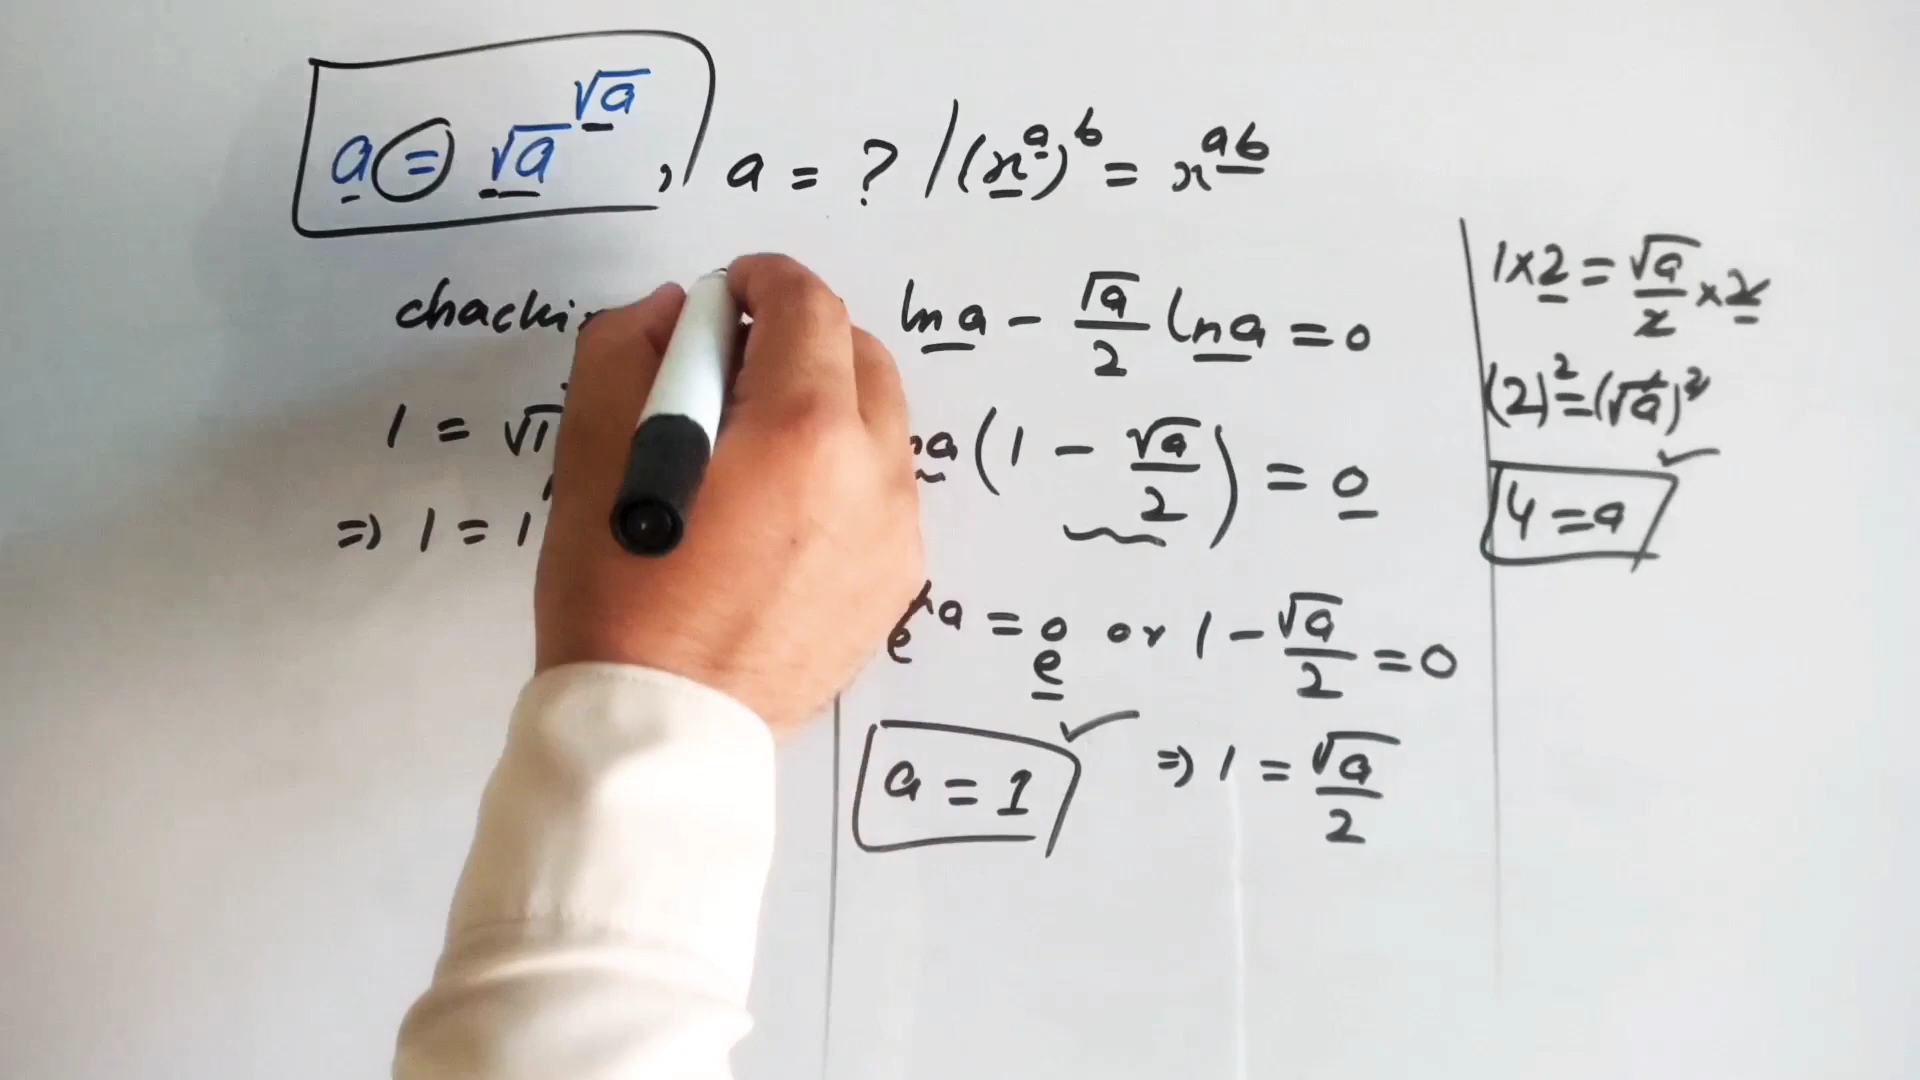 a = √a^√a, a = ? / (x^a)^b = x^ab
1 = √1
⇒ 1 = 1
ln a - √a/2 ln a = 0
a (1 - √a/2) = 0
a = e^0 or 1 - √a/2 = 0
a = 1 ✓ ⇒ 1 = √a/2
1×2 = √a/2 × 2
(2)^2 = (√a)^2
4 = a ✓